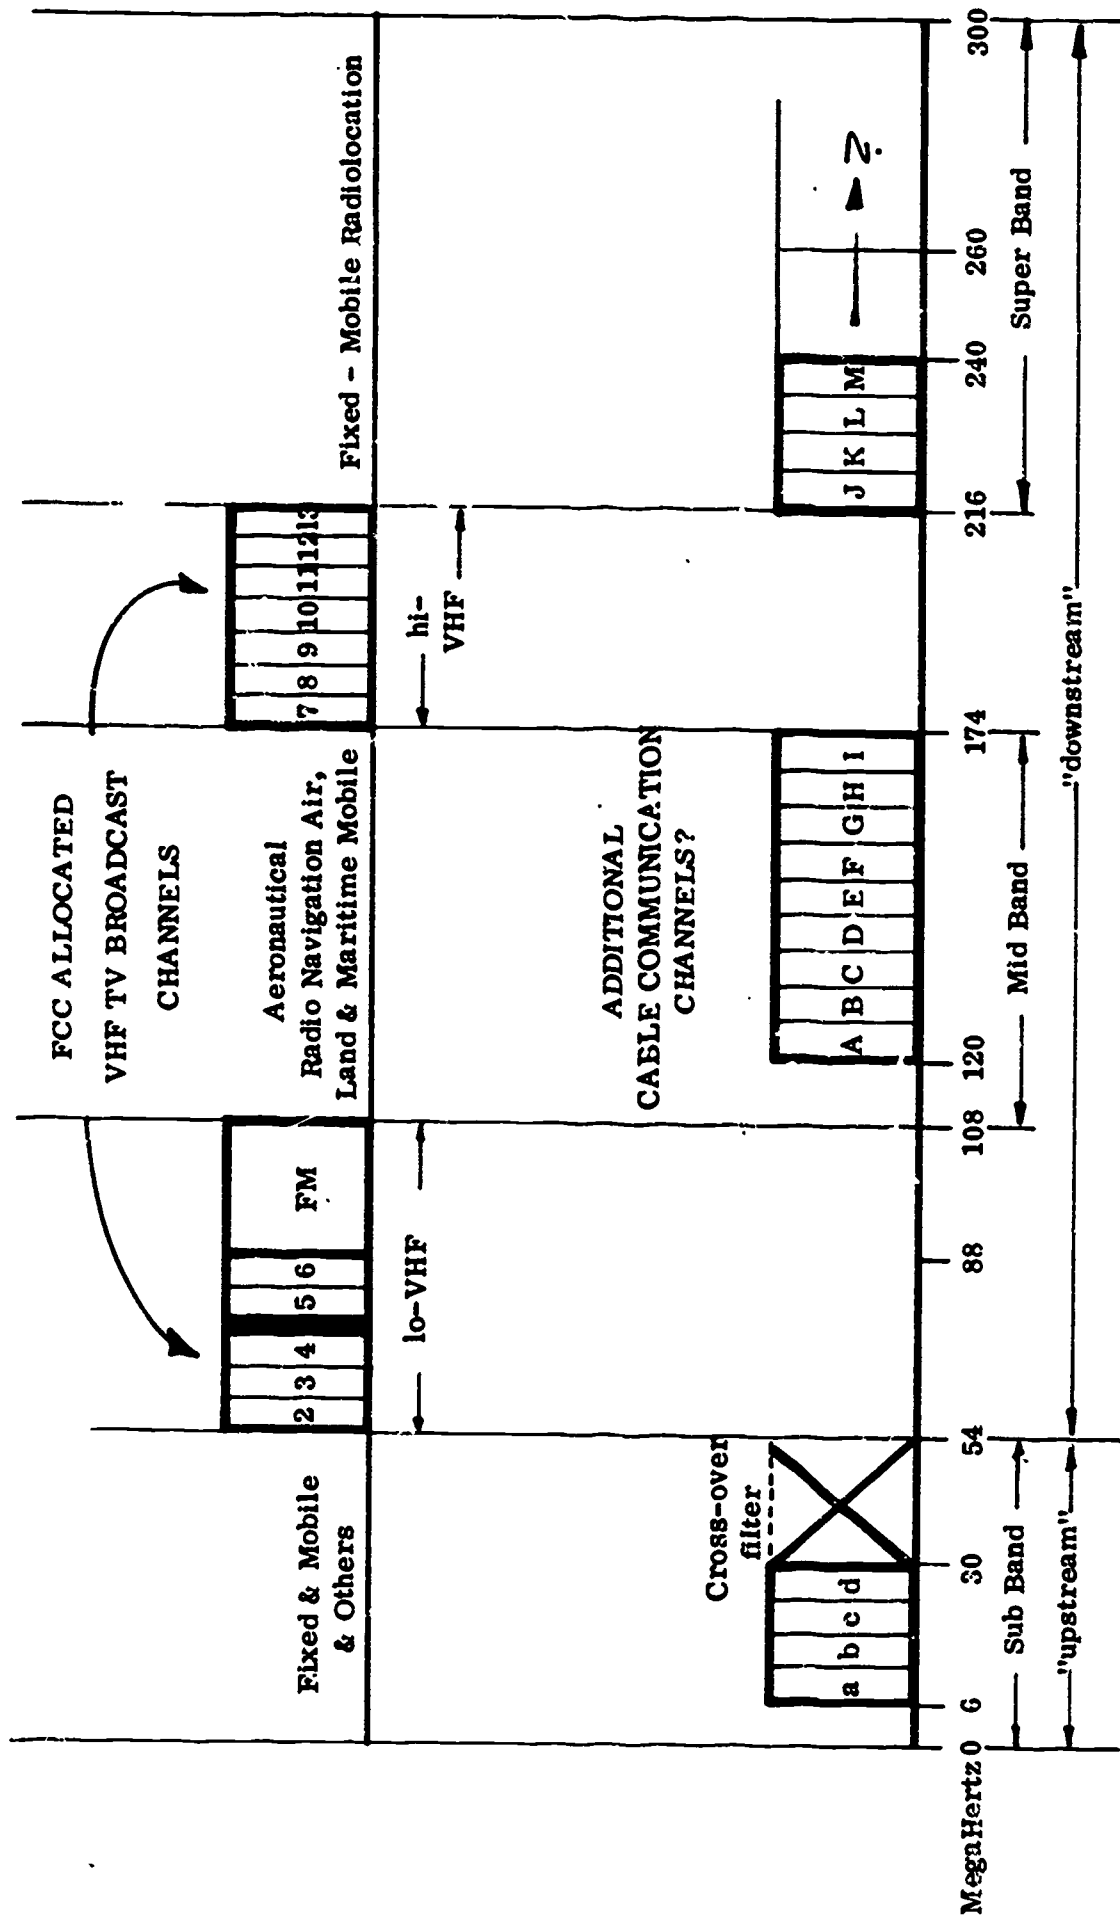 FCC ALLOCATED
VHF TV BROADCAST
CHANNELS
Fixed & Mobile
& Others
2 3 4 5 6 FM
Aeronautical
Radio Navigation Air,
Land & Maritime Mobile
7 8 9 10 11 12 13
Fixed - Mobile Radiolocation
lo-VHF
hi-
VHF
ADDITIONAL
CABLE COMMUNICATION
CHANNELS?
Cross-over
filter
a b c d
A B C D E F G H I
J K L M
MegaHertz 0 6 30 54 88 108 120 174 216 240 260 300
Sub Band
Mid Band
Super Band
"upstream"
"downstream"